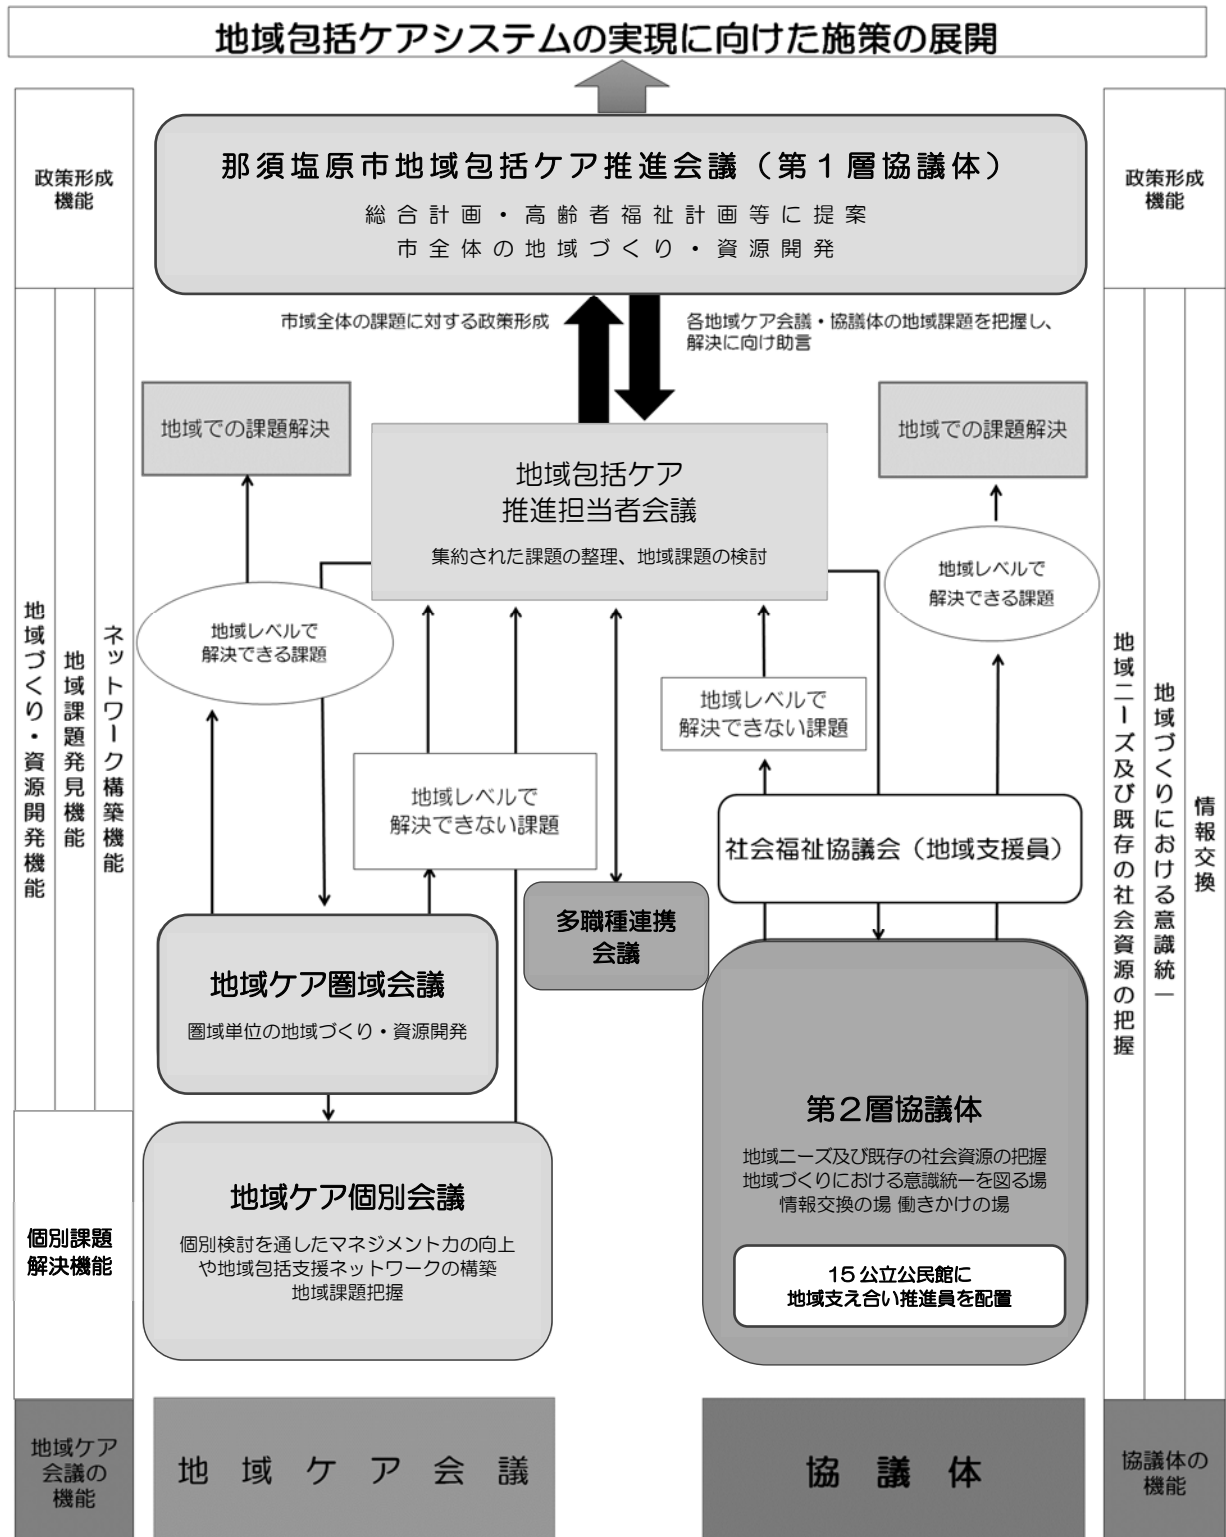 地域包括ケアシステムの実現に向けた施策の展開
政策形成
機能
那須塩原市地域包括ケア推進会議（第１層協議体）
総合計画・高齢者福祉計画等に提案
市全体の地域づくり・資源開発
政策形成
機能
市域全体の課題に対する政策形成
各地域ケア会議・協議体の地域課題を把握し、
解決に向け助言
地域での課題解決
地域包括ケア
推進担当者会議
集約された課題の整理、地域課題の検討
地域での課題解決
地域レベルで
解決できる課題
地域レベルで
解決できる課題
地域づくり・資源開発機能
地域課題発見機能
ネットワーク構築機能
地域レベルで
解決できない課題
地域レベルで
解決できない課題
地域ニーズ及び既存の社会資源の把握
地域づくりにおける意識統一
情報交換
社会福祉協議会（地域支援員）
多職種連携
会議
地域ケア圏域会議
圏域単位の地域づくり・資源開発
第２層協議体
地域ニーズ及び既存の社会資源の把握
地域づくりにおける意識統一を図る場
情報交換の場 働きかけの場
15 公立公民館に
地域支え合い推進員を配置
個別課題
解決機能
地域ケア個別会議
個別検討を通したマネジメント力の向上
や地域包括支援ネットワークの構築
地域課題把握
地域ケア
会議の
機能
地域ケア会議
協議体
協議体の
機能